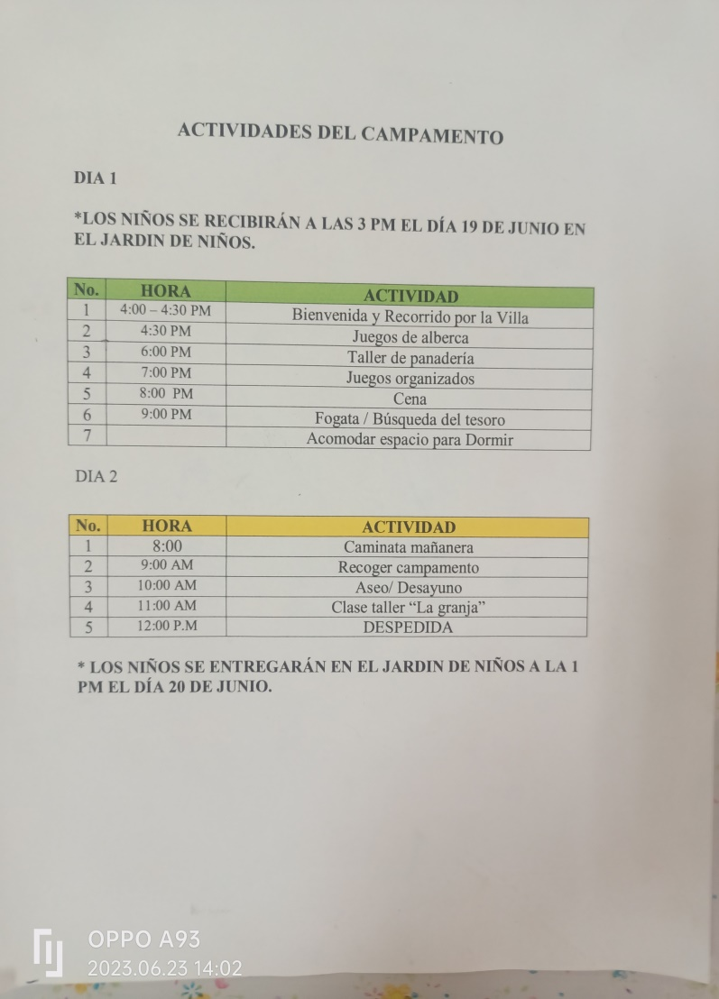 ACTIVIDADES DEL CAMPAMENTO
DIA 1
*LOS NIÑOS SE RECIBIRÁN A LAS 3 PM EL DÍA 19 DE JUNIO EN
EL JARDIN DE NIÑOS.
No. HORA ACTIVIDAD
1 4:00 – 4:30 PM Bienvenida y Recorrido por la Villa
2 4:30 PM Juegos de alberca
3 6:00 PM Taller de panadería
4 7:00 PM Juegos organizados
5 8:00 PM Cena
6 9:00 PM Fogata / Búsqueda del tesoro
7 Acomodar espacio para Dormir
DIA 2
No. HORA ACTIVIDAD
1 8:00 Caminata mañanera
2 9:00 AM Recoger campamento
3 10:00 AM Aseo/ Desayuno
4 11:00 AM Clase taller “La granja”
5 12:00 P.M DESPEDIDA
* LOS NIÑOS SE ENTREGARÁN EN EL JARDIN DE NIÑOS A LA 1
PM EL DÍA 20 DE JUNIO.
OPPO A93
2023.06.23 14:02